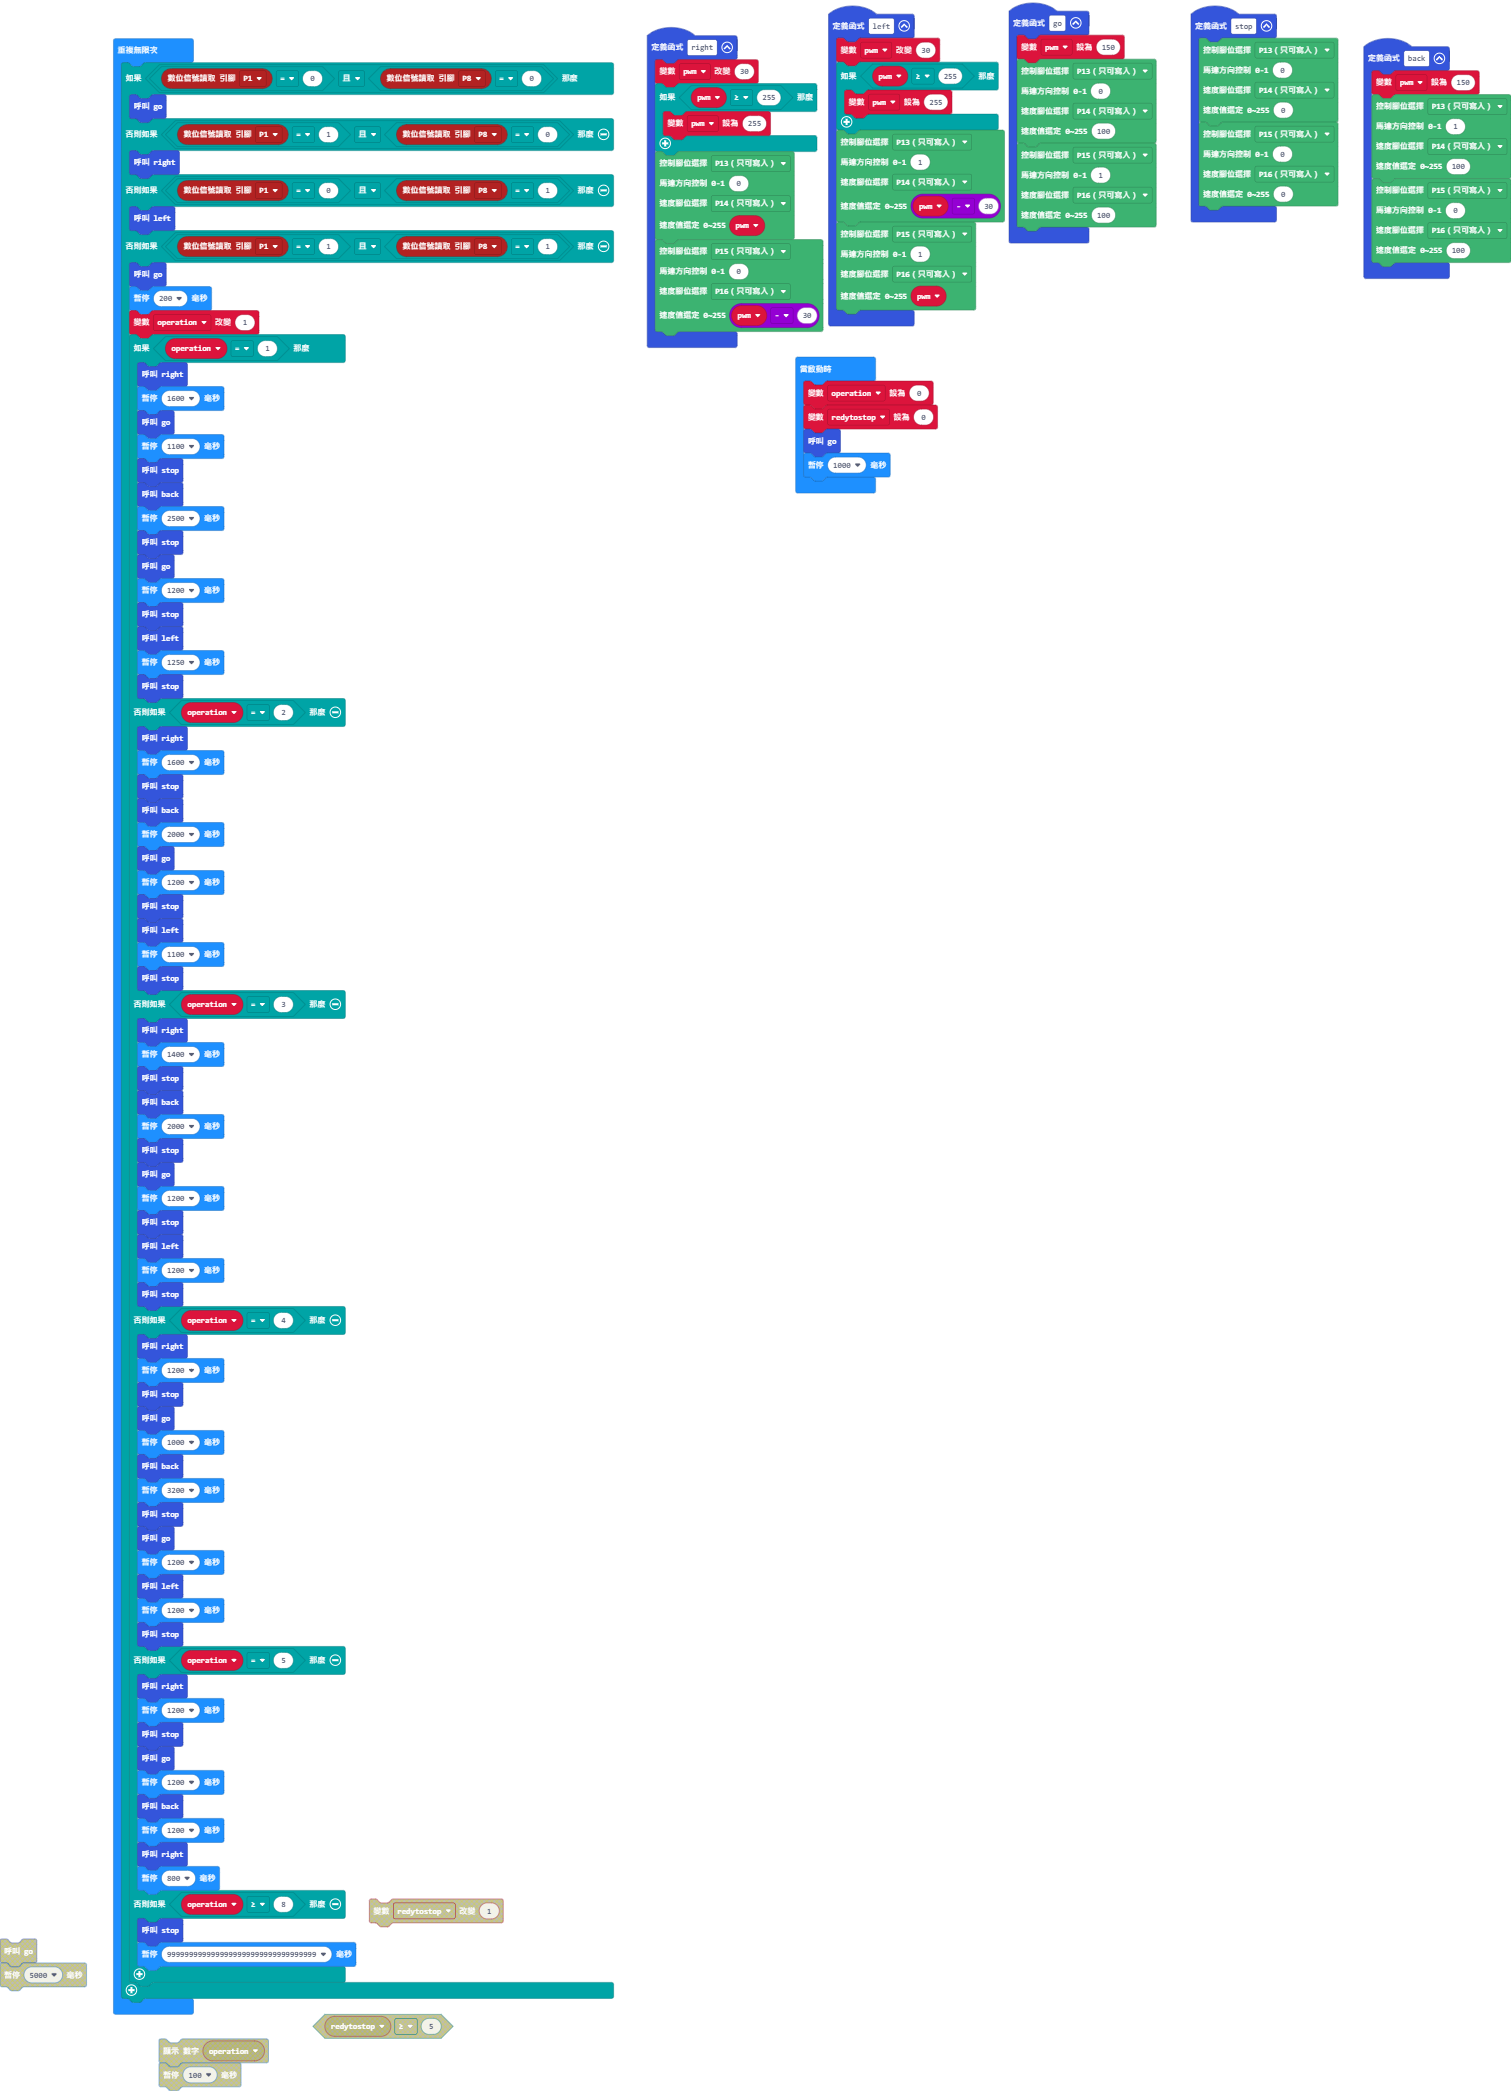 重複無限次
如果 數位信號讀取 引腳 P1 = 0 且 數位信號讀取 引腳 P8 = 0 那麼
呼叫 go
否則如果 數位信號讀取 引腳 P1 = 1 且 數位信號讀取 引腳 P8 = 0 那麼
呼叫 right
否則如果 數位信號讀取 引腳 P1 = 0 且 數位信號讀取 引腳 P8 = 1 那麼
呼叫 left
否則如果 數位信號讀取 引腳 P1 = 1 且 數位信號讀取 引腳 P8 = 1 那麼
呼叫 go
暫停 200 毫秒
變數 operation 改變 1
如果 operation = 1 那麼
呼叫 right
暫停 1600 毫秒
呼叫 go
暫停 1100 毫秒
呼叫 stop
呼叫 back
暫停 2500 毫秒
呼叫 stop
呼叫 go
暫停 1200 毫秒
呼叫 stop
呼叫 left
暫停 1250 毫秒
呼叫 stop
否則如果 operation = 2 那麼
呼叫 right
暫停 1600 毫秒
呼叫 stop
呼叫 back
暫停 2000 毫秒
呼叫 go
暫停 1200 毫秒
呼叫 stop
呼叫 left
暫停 1100 毫秒
呼叫 stop
否則如果 operation = 3 那麼
呼叫 right
暫停 1400 毫秒
呼叫 stop
呼叫 back
暫停 2000 毫秒
呼叫 stop
呼叫 go
暫停 1200 毫秒
呼叫 stop
呼叫 left
暫停 1200 毫秒
呼叫 stop
否則如果 operation = 4 那麼
呼叫 right
暫停 1200 毫秒
呼叫 stop
呼叫 go
暫停 1000 毫秒
呼叫 back
暫停 3200 毫秒
呼叫 stop
呼叫 go
暫停 1200 毫秒
呼叫 left
暫停 1200 毫秒
呼叫 stop
否則如果 operation = 5 那麼
呼叫 right
暫停 1200 毫秒
呼叫 stop
呼叫 go
暫停 1200 毫秒
呼叫 back
暫停 1200 毫秒
呼叫 right
暫停 800 毫秒
否則如果 operation ≥ 8 那麼
呼叫 stop
暫停 毫秒
變數 redytostop 改變 1
呼叫 go
暫停 5000 毫秒
redytostop ≥ 5
顯示 數字 operation
暫停 100 毫秒
定義函式 right
變數 pwm 改變 30
如果 pwm ≥ 255 那麼
變數 pwm 設為 255
控制腳位選擇 P13 ( 只可寫入 )
馬達方向控制 0-1 0
速度腳位選擇 P14 ( 只可寫入 )
速度值選定 0~255 pwm
控制腳位選擇 P15 ( 只可寫入 )
馬達方向控制 0-1 0
速度腳位選擇 P16 ( 只可寫入 )
速度值選定 0~255 pwm - 30
定義函式 left
變數 pwm 改變 30
如果 pwm ≥ 255 那麼
變數 pwm 設為 255
控制腳位選擇 P13 ( 只可寫入 )
馬達方向控制 0-1 1
速度腳位選擇 P14 ( 只可寫入 )
速度值選定 0~255 pwm - 30
控制腳位選擇 P15 ( 只可寫入 )
馬達方向控制 0-1 1
速度腳位選擇 P16 ( 只可寫入 )
速度值選定 0~255 pwm
定義函式 go
變數 pwm 設為 150
控制腳位選擇 P13 ( 只可寫入 )
馬達方向控制 0-1 0
速度腳位選擇 P14 ( 只可寫入 )
速度值選定 0~255 100
控制腳位選擇 P15 ( 只可寫入 )
馬達方向控制 0-1 1
速度腳位選擇 P16 ( 只可寫入 )
速度值選定 0~255 100
定義函式 stop
控制腳位選擇 P13 ( 只可寫入 )
馬達方向控制 0-1 0
速度腳位選擇 P14 ( 只可寫入 )
速度值選定 0~255 0
控制腳位選擇 P15 ( 只可寫入 )
馬達方向控制 0-1 0
速度腳位選擇 P16 ( 只可寫入 )
速度值選定 0~255 0
定義函式 back
變數 pwm 設為 150
控制腳位選擇 P13 ( 只可寫入 )
馬達方向控制 0-1 1
速度腳位選擇 P14 ( 只可寫入 )
速度值選定 0~255 100
控制腳位選擇 P15 ( 只可寫入 )
馬達方向控制 0-1 0
速度腳位選擇 P16 ( 只可寫入 )
速度值選定 0~255 100
當啟動時
變數 operation 設為 0
變數 redytostop 設為 0
呼叫 go
暫停 1000 毫秒